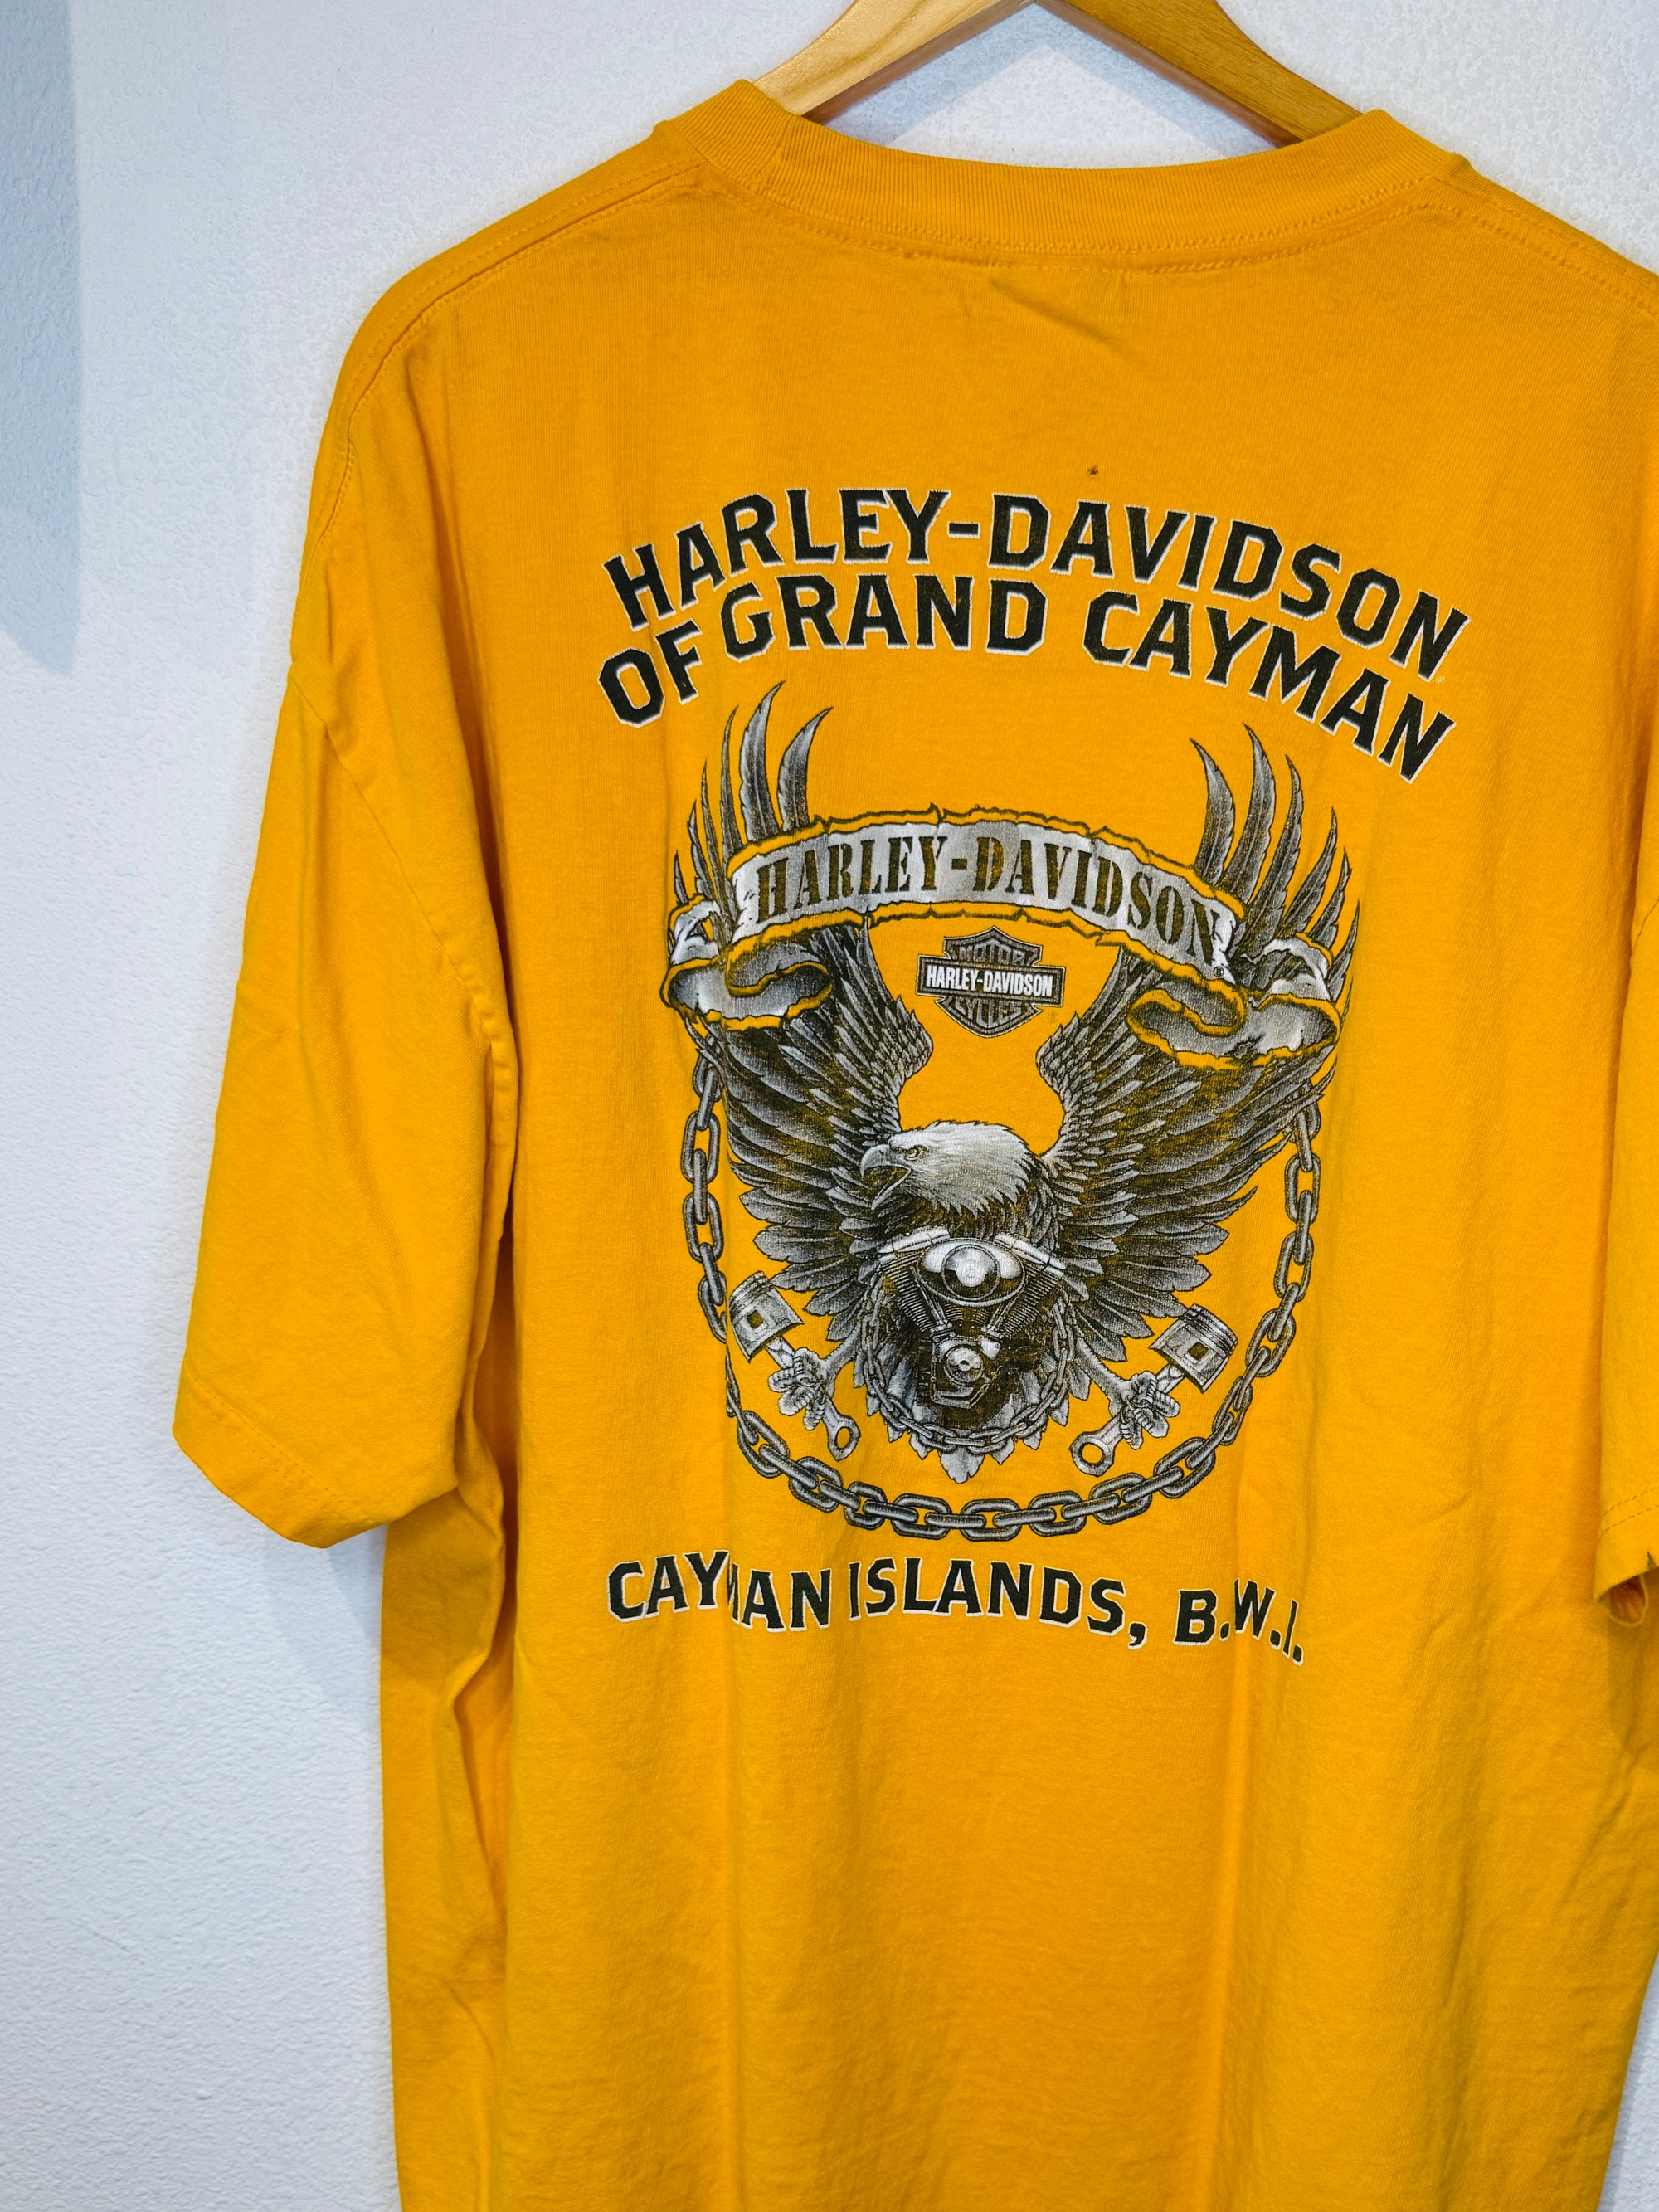 HARLEY-DAVIDSON
OF GRAND CAYMAN
HARLEY-DAVIDSON
MOTOR
HARLEY-DAVIDSON
CYCLES
CAYMAN ISLANDS, B.W.I.